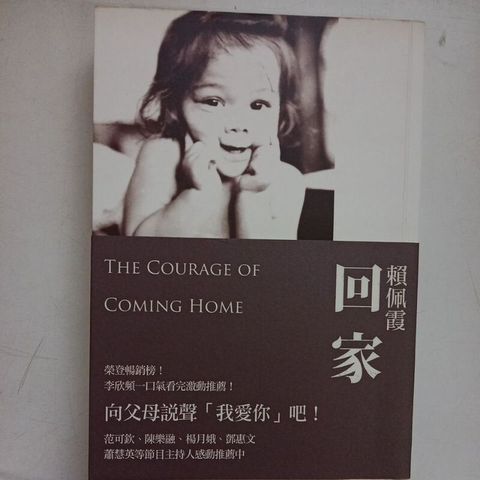 THE COURAGE OF
COMING HOME
賴佩霞
回家
榮登暢銷榜！
李欣頻一口氣看完激動推薦！
向父母説聲「我愛你」吧！
范可欽、陳樂融、楊月娥、鄧惠文
蕭慧英等節目主持人感動推薦中